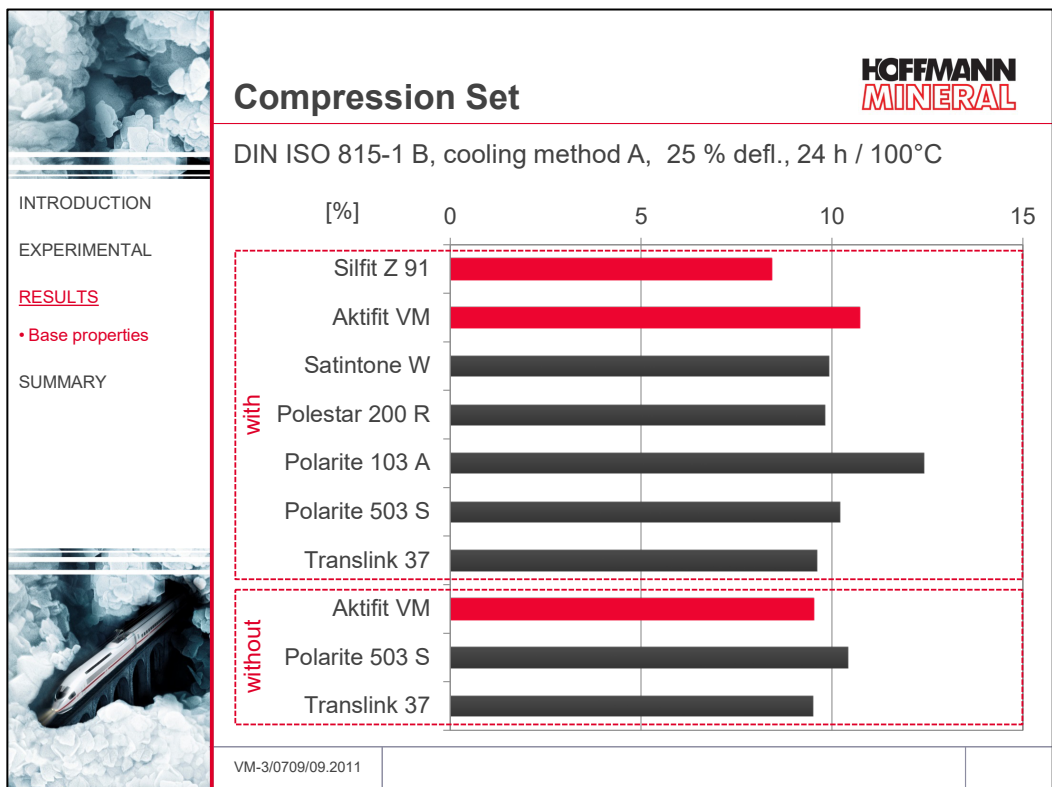 Compression Set
HOFFMANN
MINERAL
DIN ISO 815-1 B, cooling method A, 25 % defl., 24 h / 100°C
INTRODUCTION
EXPERIMENTAL
RESULTS
• Base properties
SUMMARY
[%] 0 5 10 15
with
Silfit Z 91
Aktifit VM
Satintone W
Polestar 200 R
Polarite 103 A
Polarite 503 S
Translink 37
without
Aktifit VM
Polarite 503 S
Translink 37
VM-3/0709/09.2011